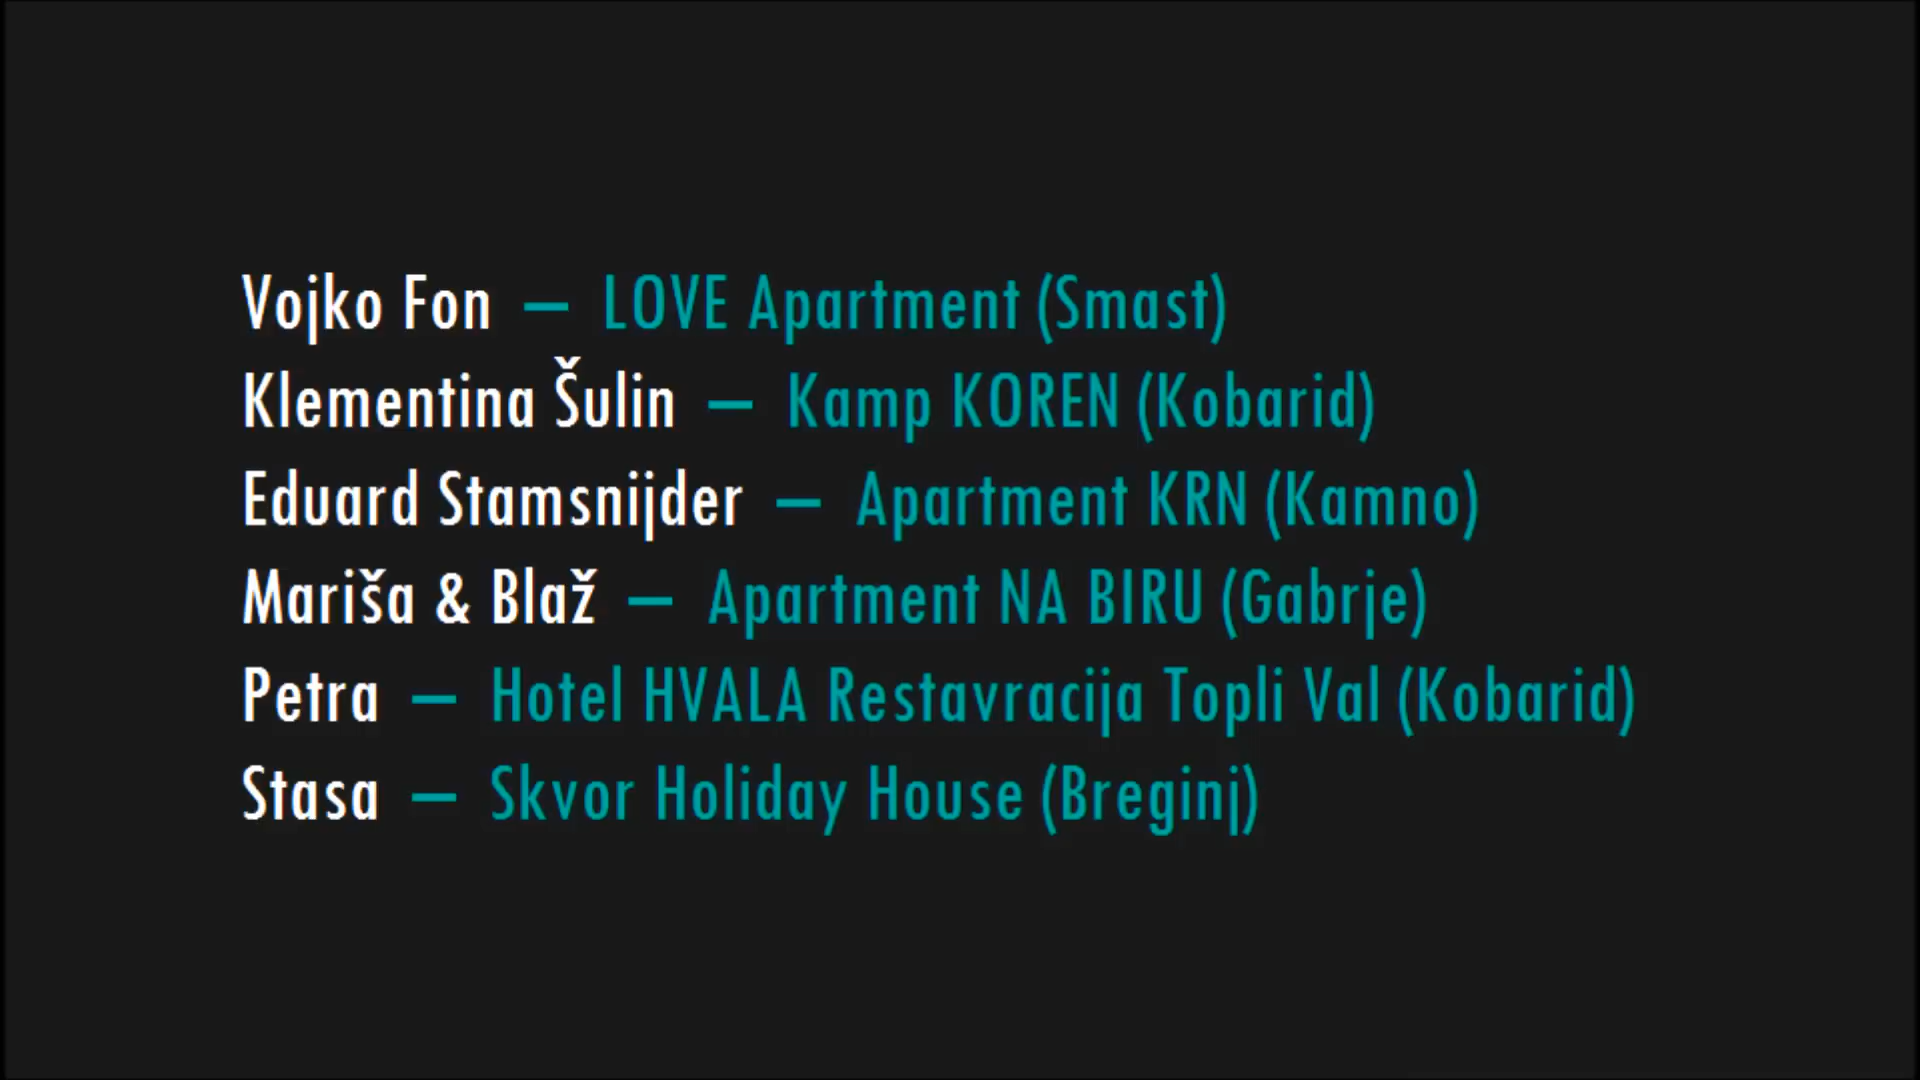 Vojko Fon – LOVE Apartment (Smast)
Klementina Šulin – Kamp KOREN (Kobarid)
Eduard Stamsnijder – Apartment KRN (Kamno)
Mariša & Blaž – Apartment NA BIRU (Gabrje)
Petra – Hotel HVALA Restavracija Topli Val (Kobarid)
Stasa – Skvor Holiday House (Breginj)